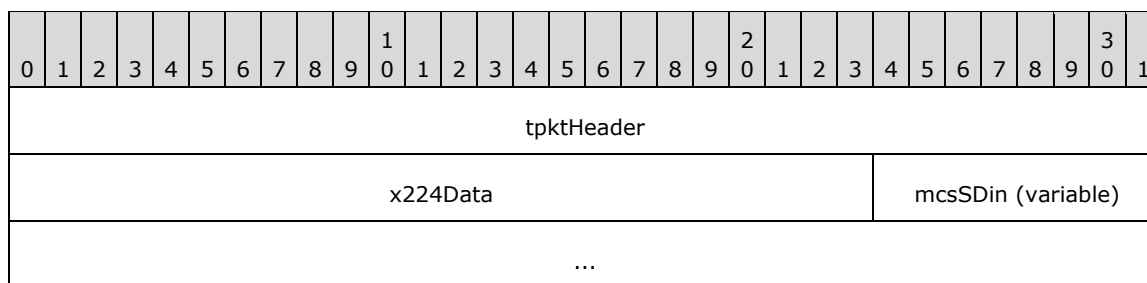 1 2 3
0 1 2 3 4 5 6 7 8 9 0 1 2 3 4 5 6 7 8 9 0 1 2 3 4 5 6 7 8 9 0 1
tpktHeader
x224Data mcsSDin (variable)
...